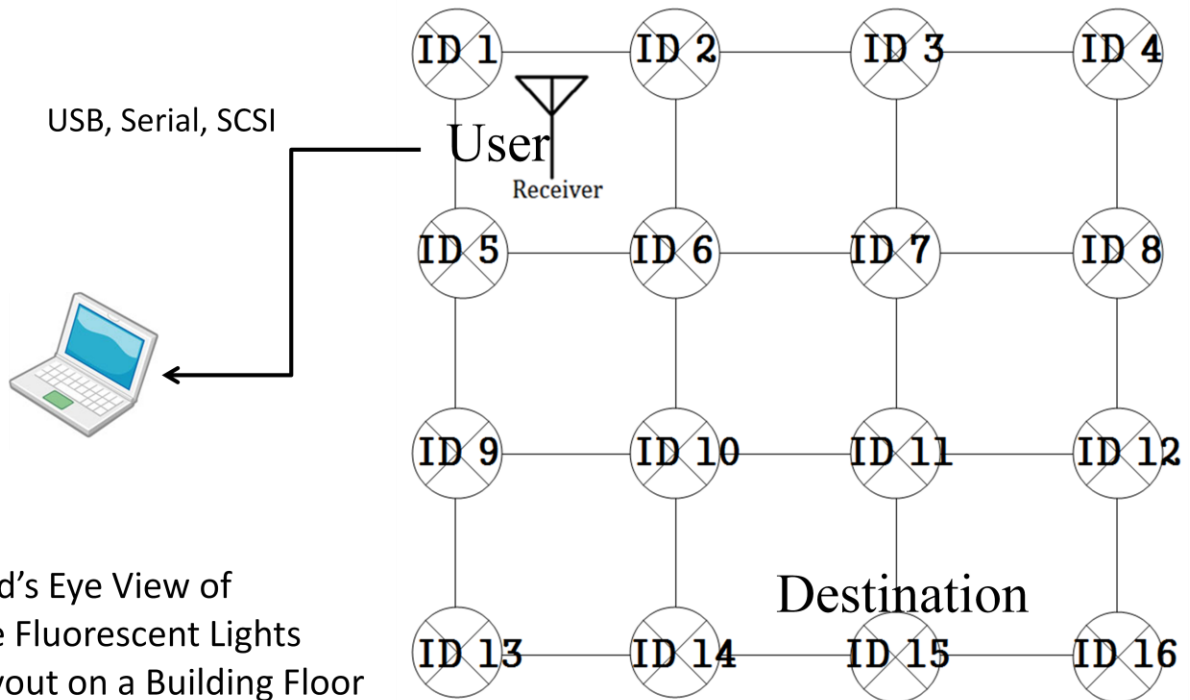 ID 1 ID 2 ID 3 ID 4
USB, Serial, SCSI
User
Receiver
ID 5 ID 6 ID 7 ID 8
ID 9 ID 10 ID 11 ID 12
d's Eye View of
e Fluorescent Lights
yout on a Building Floor
Destination
ID 13 ID 14 ID 15 ID 16